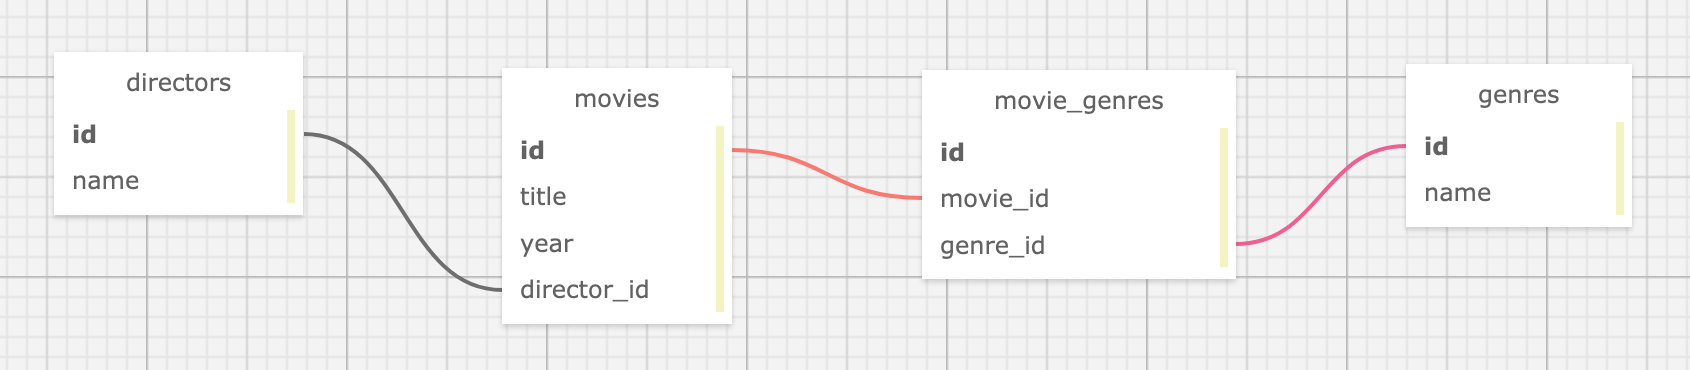 directors
id
name
movies
id
title
year
director_id
movie_genres
id
movie_id
genre_id
genres
id
name